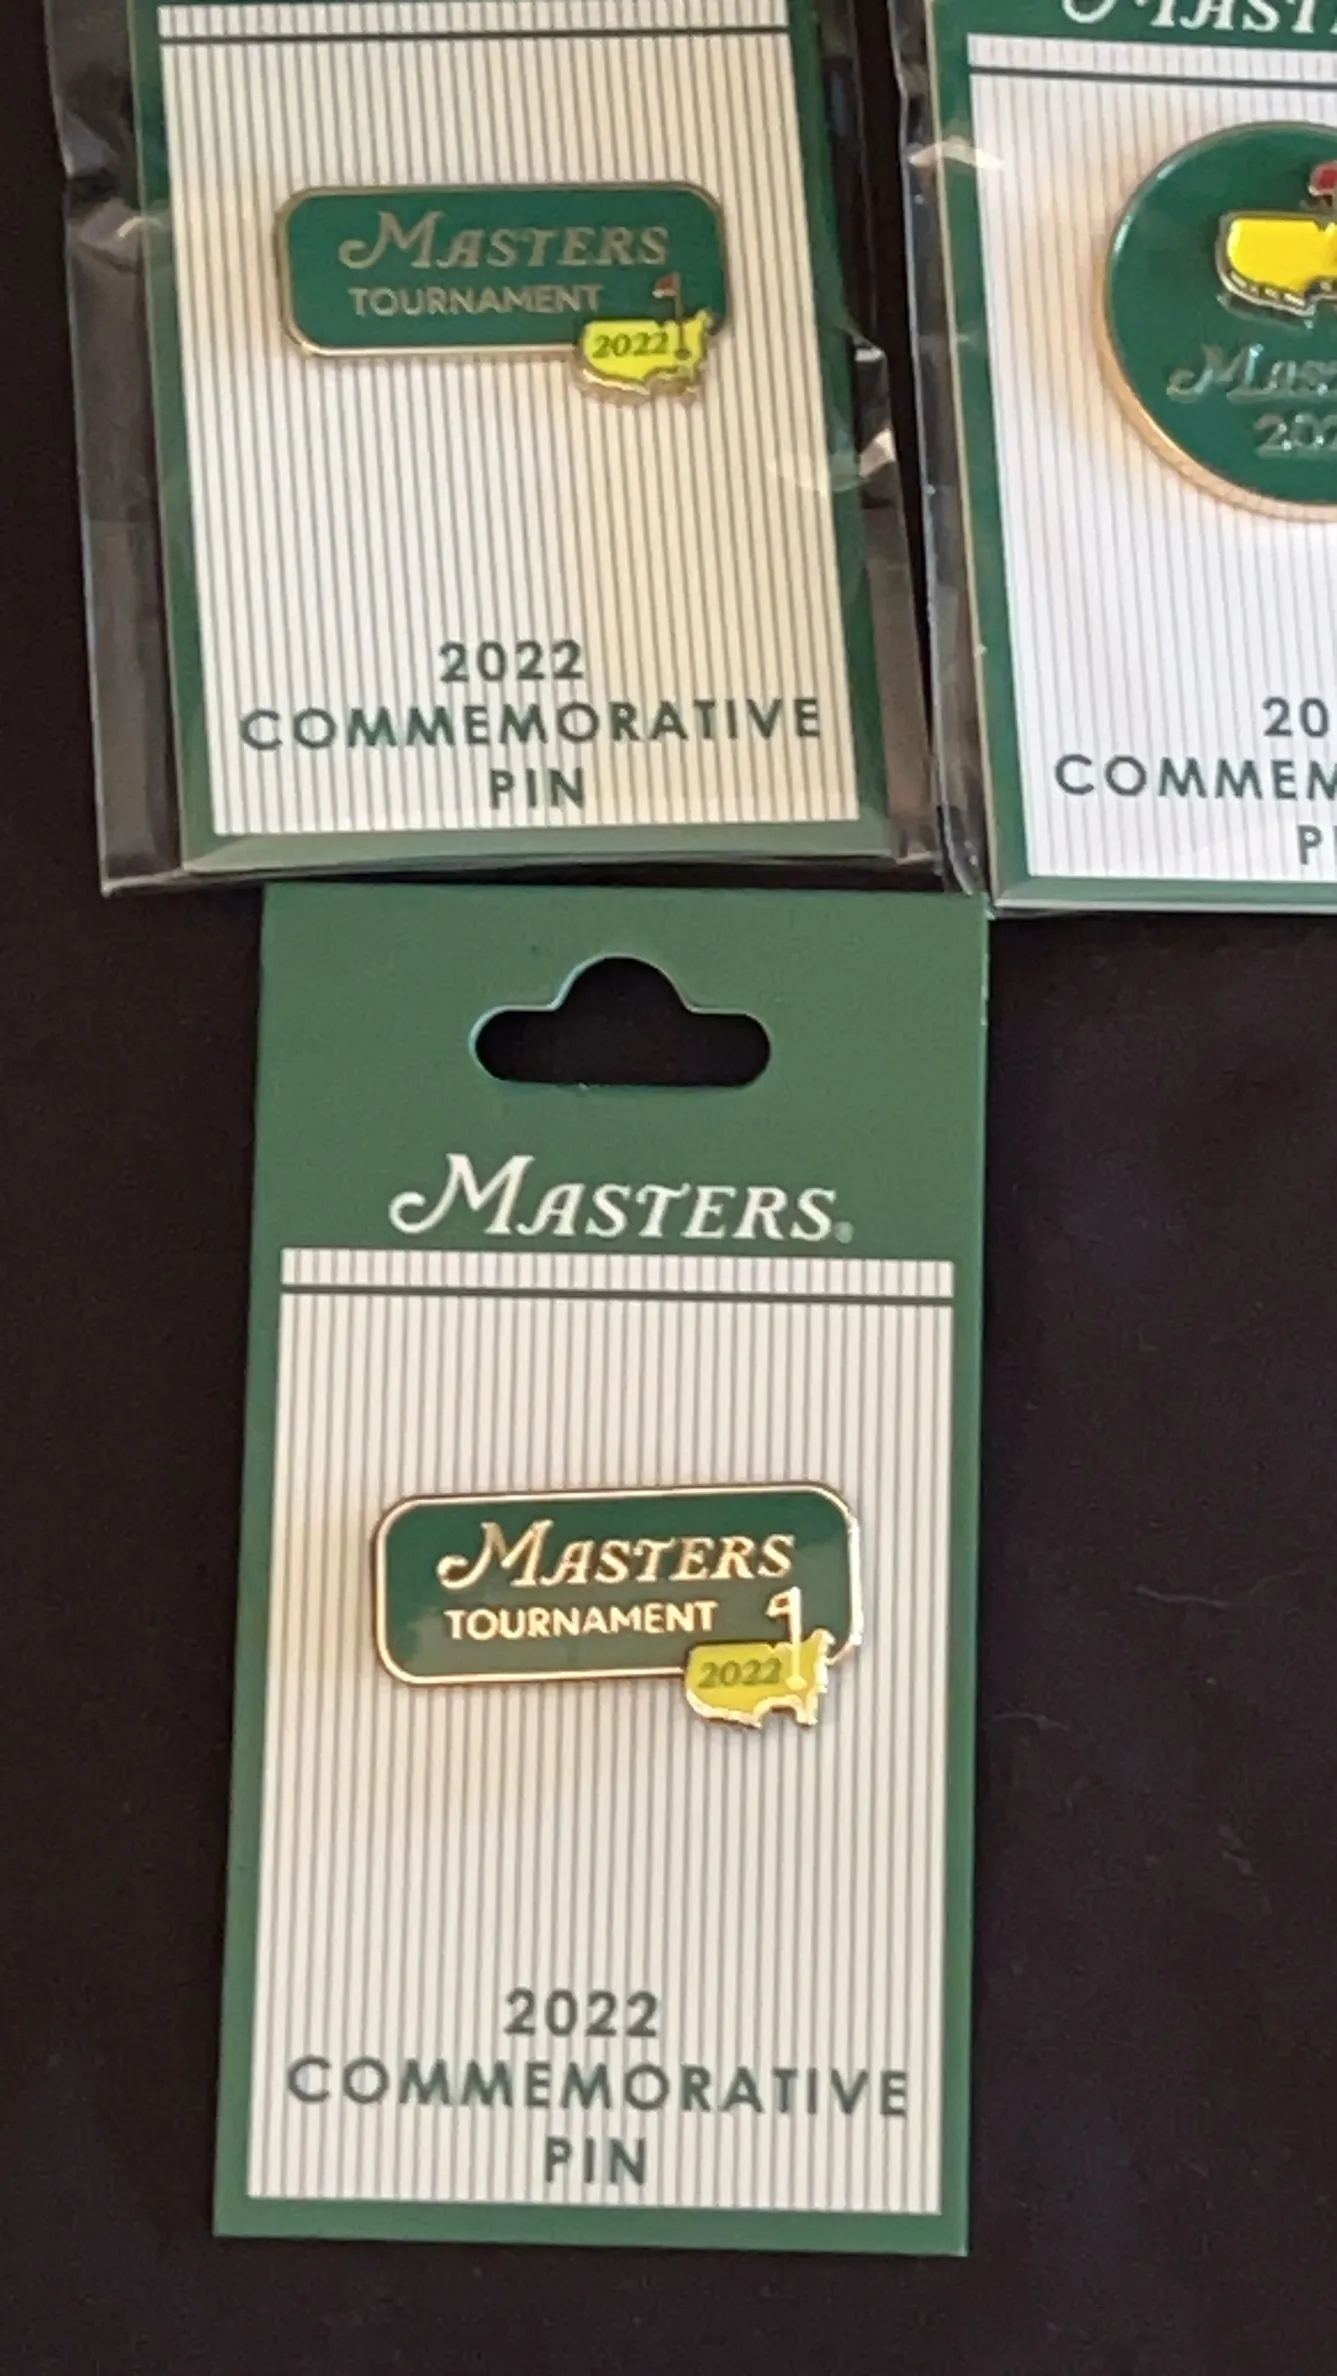 MASTERS
TOURNAMENT
2022
2022
COMMEMORATIVE
PIN
MASTERS
TOURNAMENT
2022
MASTERS®
2022
COMMEMORATIVE
PIN